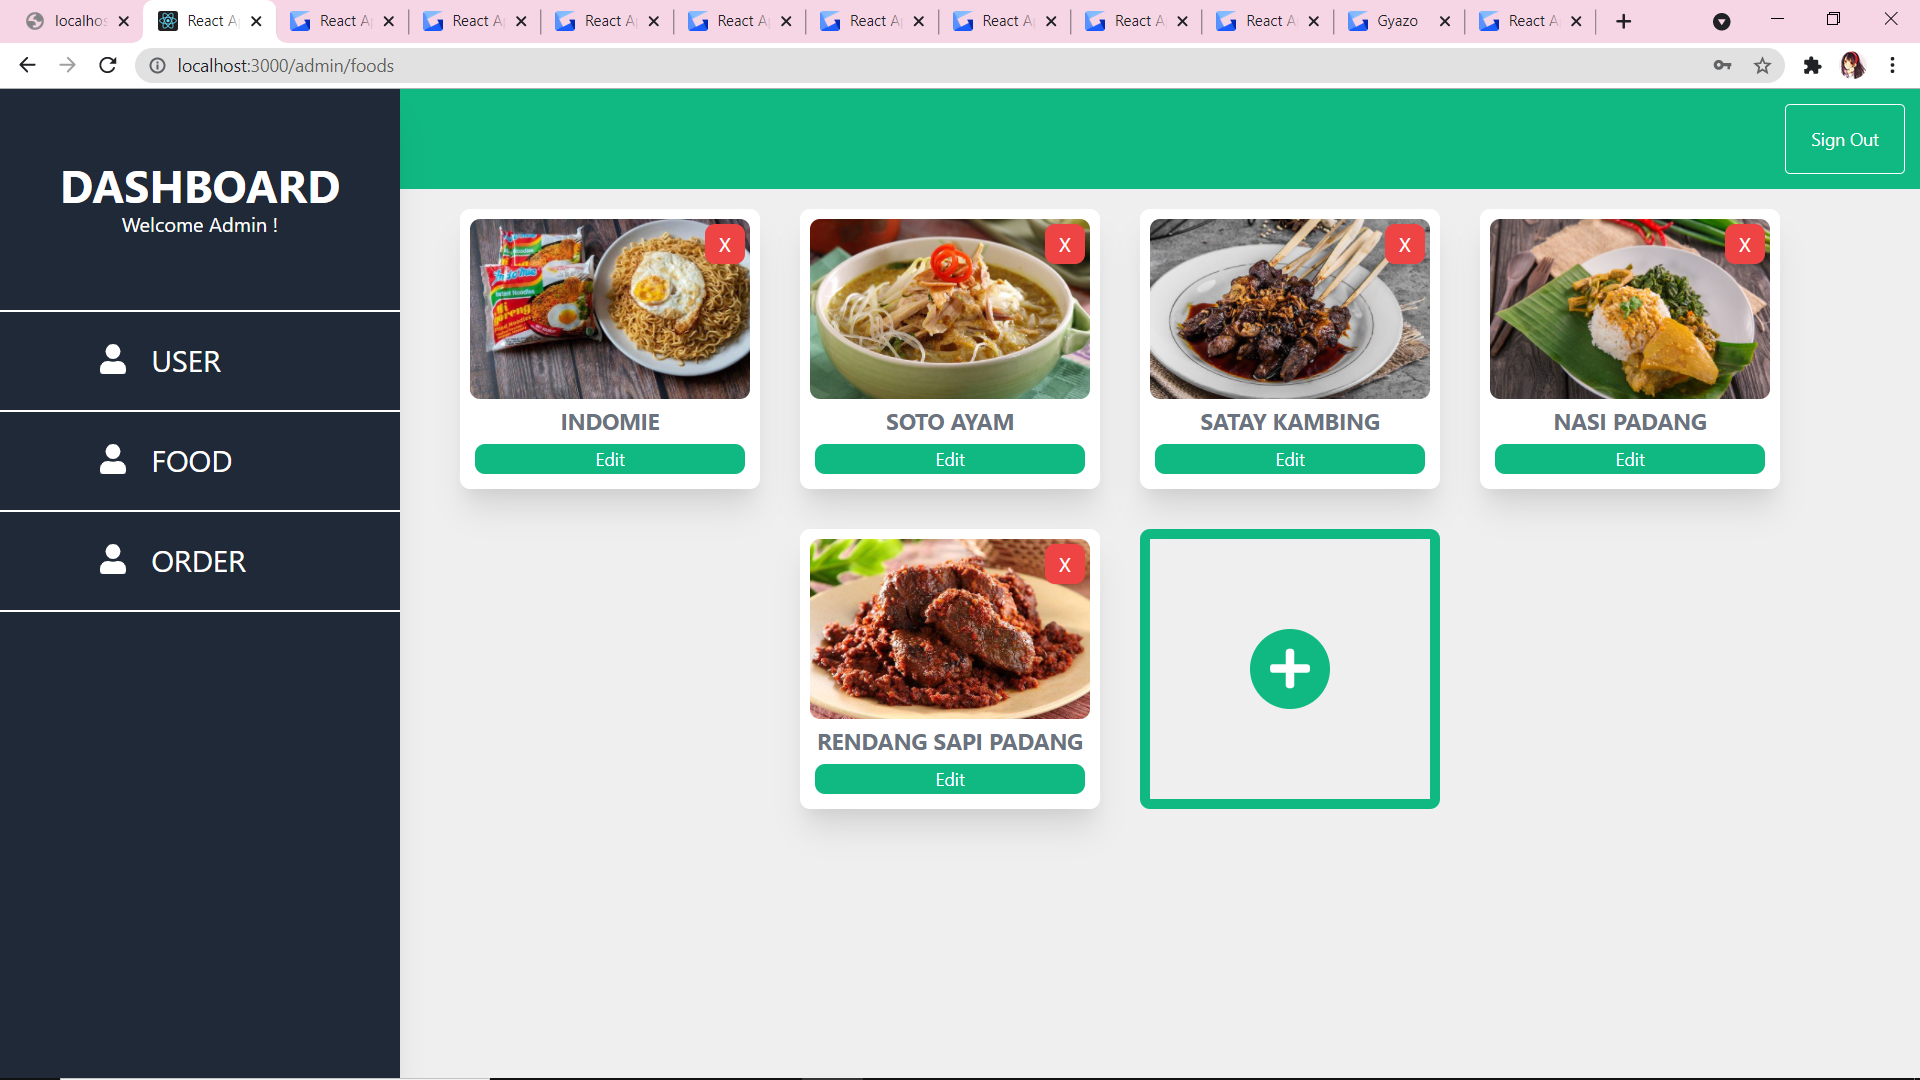 localhos
React A
React A
React A
React A
React A
React A
React A
React A
React A
Gyazo
React A
localhost:3000/admin/foods
Sign Out
DASHBOARD
Welcome Admin !
USER
FOOD
ORDER
X
X
X
X
INDOMIE
SOTO AYAM
SATAY KAMBING
NASI PADANG
Edit
Edit
Edit
Edit
X
RENDANG SAPI PADANG
Edit